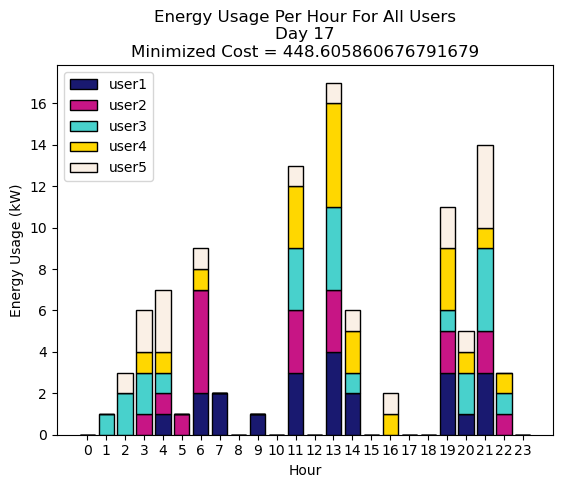 Energy Usage Per Hour For All Users
Day 17
Minimized Cost = 448.605860676791679
user1
user2
user3
user4
user5
Energy Usage (kW)
16
14
12
10
8
6
4
2
0
0 1 2 3 4 5 6 7 8 9 10 11 12 13 14 15 16 17 18 19 20 21 22 23
Hour